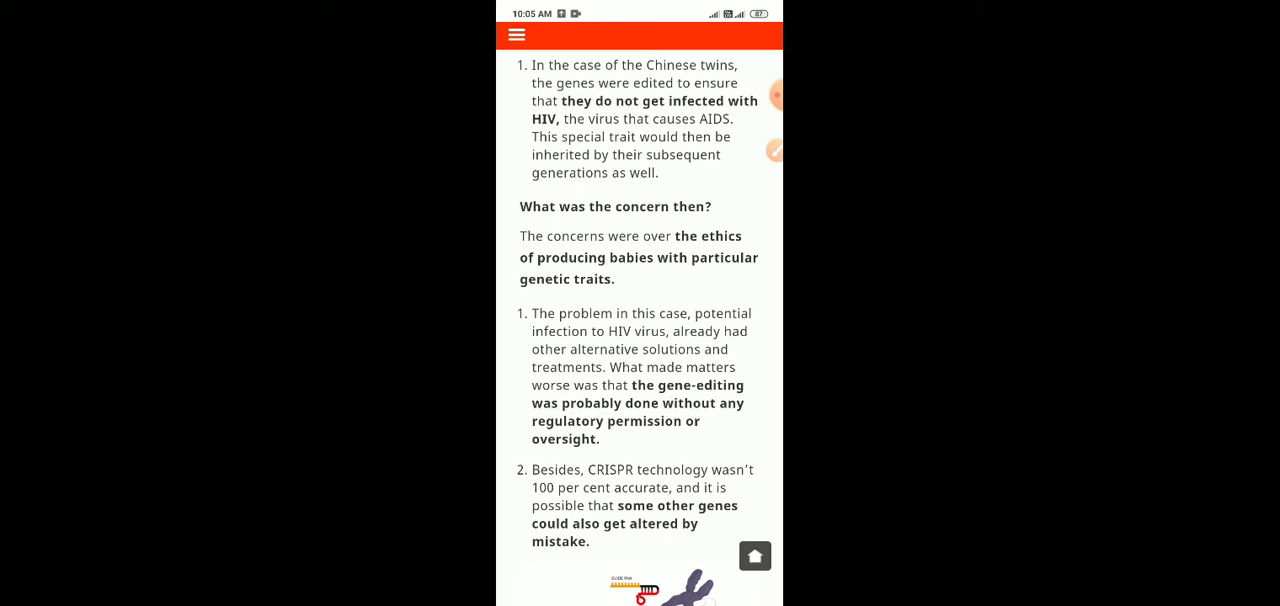 10:05 AM
87
1. In the case of the Chinese twins,
the genes were edited to ensure
that they do not get infected with
HIV, the virus that causes AIDS.
This special trait would then be
inherited by their subsequent
generations as well.
What was the concern then?
The concerns were over the ethics
of producing babies with particular
genetic traits.
1. The problem in this case, potential
infection to HIV virus, already had
other alternative solutions and
treatments. What made matters
worse was that the gene-editing
was probably done without any
regulatory permission or
oversight.
2. Besides, CRISPR technology wasn’t
100 per cent accurate, and it is
possible that some other genes
could also get altered by
mistake.
GUIDE RNA